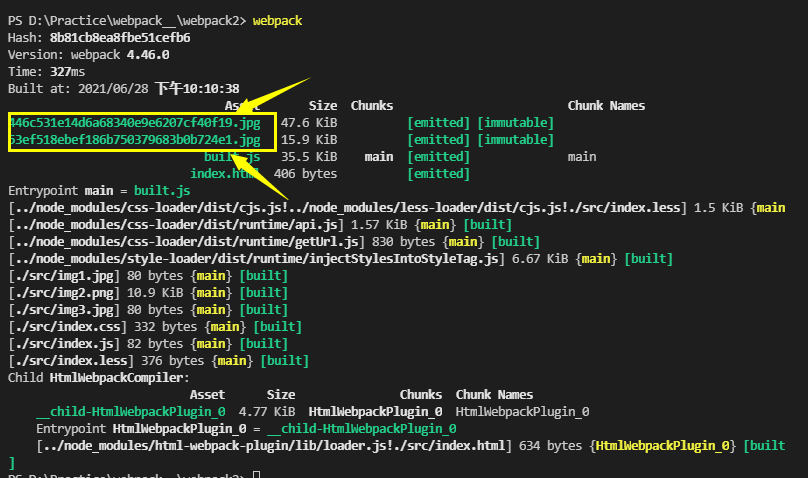 PS D:\Practice\webpack__\webpack2> webpack
Hash: 8b81cb8ea8fbe51cefb6
Version: webpack 4.46.0
Time: 327ms
Built at: 2021/06/28 下午10:10:38
Asset Size Chunks Chunk Names
446c531e14d6a68340e9e6207cf40f19.jpg 47.6 KiB [emitted] [immutable]
53ef518ebef186b750379683b0b724e1.jpg 15.9 KiB [emitted] [immutable]
built.js 35.5 KiB main [emitted] main
index.html 406 bytes [emitted]
Entrypoint main = built.js
[../node_modules/css-loader/dist/cjs.js!../node_modules/less-loader/dist/cjs.js!./src/index.less] 1.5 KiB {main
[../node_modules/css-loader/dist/runtime/api.js] 1.57 KiB {main} [built]
[../node_modules/css-loader/dist/runtime/getUrl.js] 830 bytes {main} [built]
[../node_modules/style-loader/dist/runtime/injectStylesIntoStyleTag.js] 6.67 KiB {main} [built]
[./src/img1.jpg] 80 bytes {main} [built]
[./src/img2.png] 10.9 KiB {main} [built]
[./src/img3.jpg] 80 bytes {main} [built]
[./src/index.css] 332 bytes {main} [built]
[./src/index.js] 82 bytes {main} [built]
[./src/index.less] 376 bytes {main} [built]
Child HtmlWebpackCompiler:
Asset Size Chunks Chunk Names
__child-HtmlWebpackPlugin_0 4.77 KiB HtmlWebpackPlugin_0 HtmlWebpackPlugin_0
Entrypoint HtmlWebpackPlugin_0 = __child-HtmlWebpackPlugin_0
[../node_modules/html-webpack-plugin/lib/loader.js!./src/index.html] 634 bytes {HtmlWebpackPlugin_0} [built
]
PS D:\Practice\webpack__\webpack2>